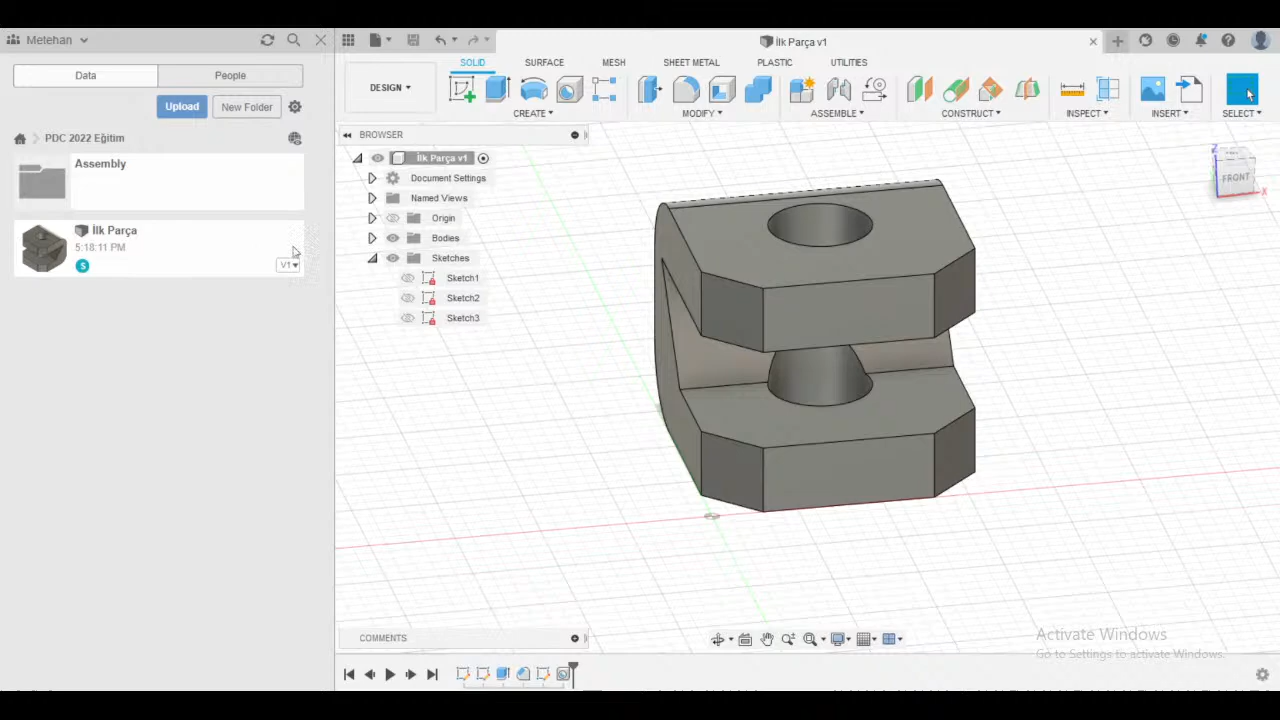 Metehan
İlk Parça v1
Data
People
Upload
New Folder
PDC 2022 Eğitim
Assembly
İlk Parça
5:18:11 PM
S
V1
SOLID
SURFACE
MESH
SHEET METAL
PLASTIC
UTILITIES
DESIGN
CREATE
MODIFY
ASSEMBLE
CONSTRUCT
INSPECT
INSERT
SELECT
BROWSER
İlk Parça v1
Document Settings
Named Views
Origin
Bodies
Sketches
Sketch1
Sketch2
Sketch3
Z
FRONT
X
COMMENTS
Activate Windows
Go to Settings to activate Windows.